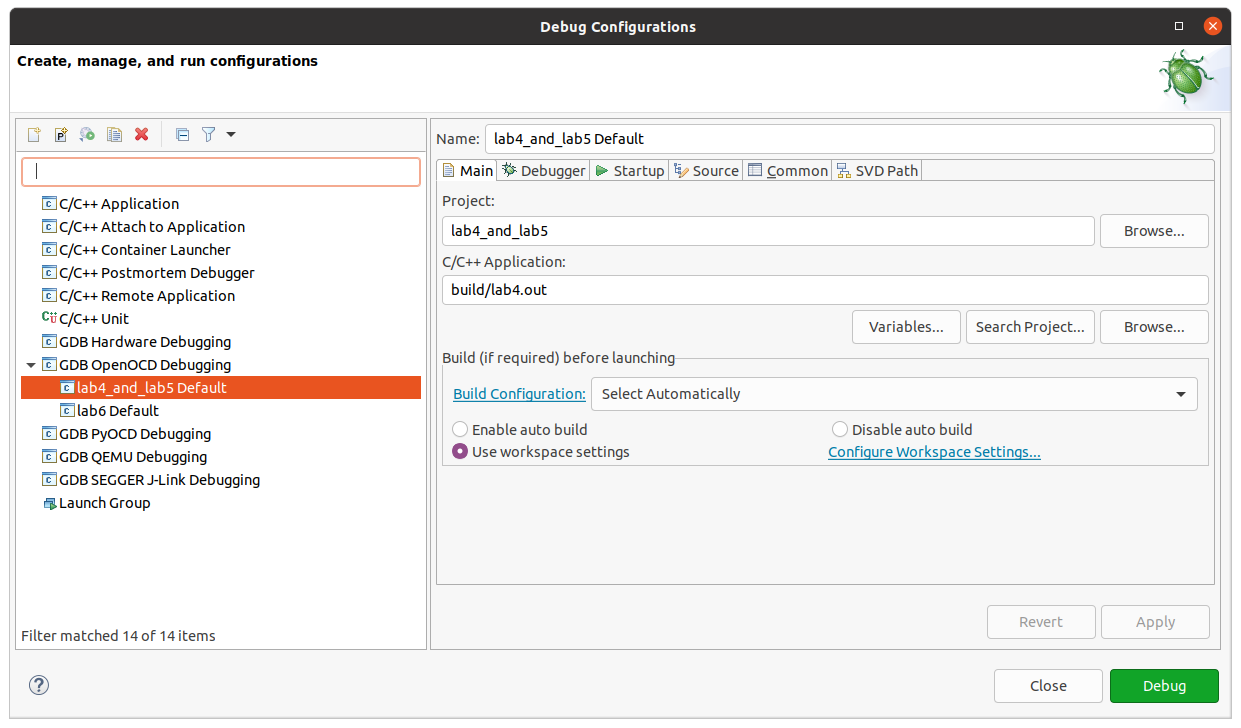 Debug Configurations
Create, manage, and run configurations
C/C++ Application
C/C++ Attach to Application
C/C++ Container Launcher
C/C++ Postmortem Debugger
C/C++ Remote Application
C/C++ Unit
GDB Hardware Debugging
GDB OpenOCD Debugging
lab4_and_lab5 Default
lab6 Default
GDB PyOCD Debugging
GDB QEMU Debugging
GDB SEGGER J-Link Debugging
Launch Group
Filter matched 14 of 14 items
Name: lab4_and_lab5 Default
Main Debugger Startup Source Common SVD Path
Project:
lab4_and_lab5 Browse...
C/C++ Application:
build/lab4.out
Variables... Search Project... Browse...
Build (if required) before launching
Build Configuration: Select Automatically
Enable auto build Disable auto build
Use workspace settings Configure Workspace Settings...
Revert Apply
Close Debug